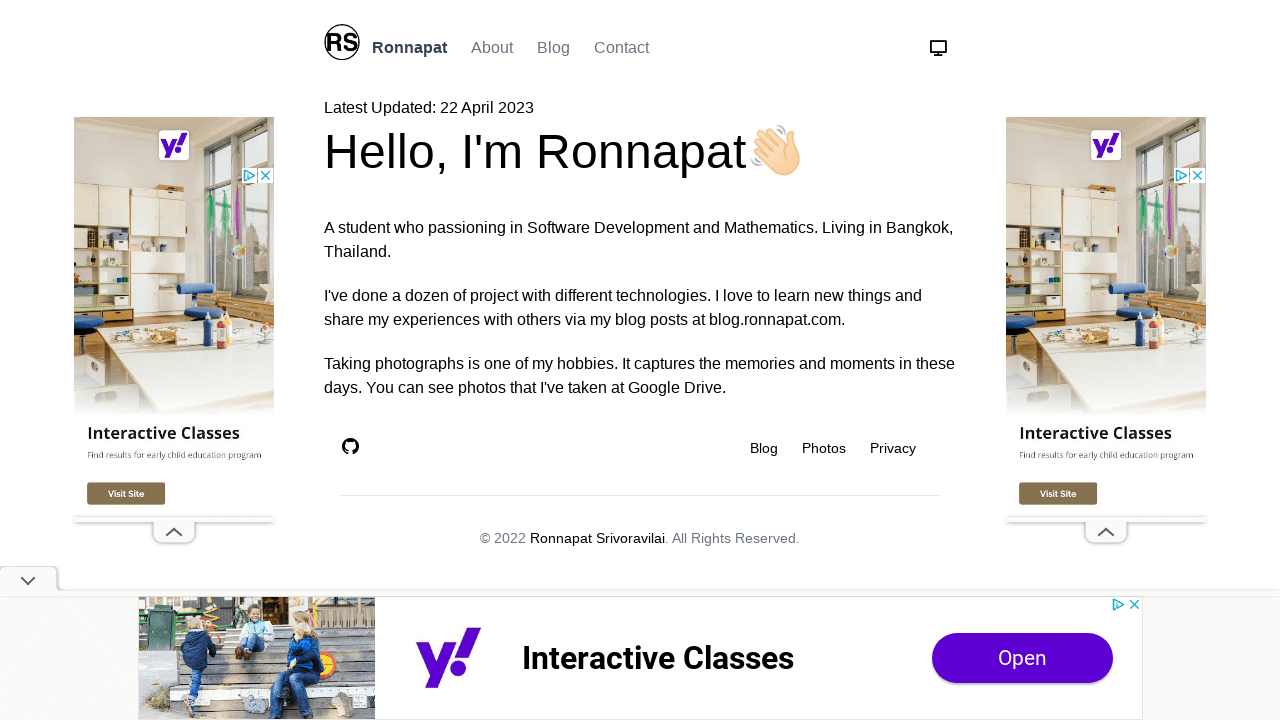 RS Ronnapat About Blog Contact
Latest Updated: 22 April 2023
Hello, I'm Ronnapat👋🏻
A student who passioning in Software Development and Mathematics. Living in Bangkok,
Thailand.
I've done a dozen of project with different technologies. I love to learn new things and
share my experiences with others via my blog posts at blog.ronnapat.com.
Taking photographs is one of my hobbies. It captures the memories and moments in these
days. You can see photos that I've taken at Google Drive.
Blog Photos Privacy
© 2022 Ronnapat Srivoravilai. All Rights Reserved.
y!
Interactive Classes
Find results for early child education program
Visit Site
y!
Interactive Classes
Find results for early child education program
Visit Site
y! Interactive Classes Open